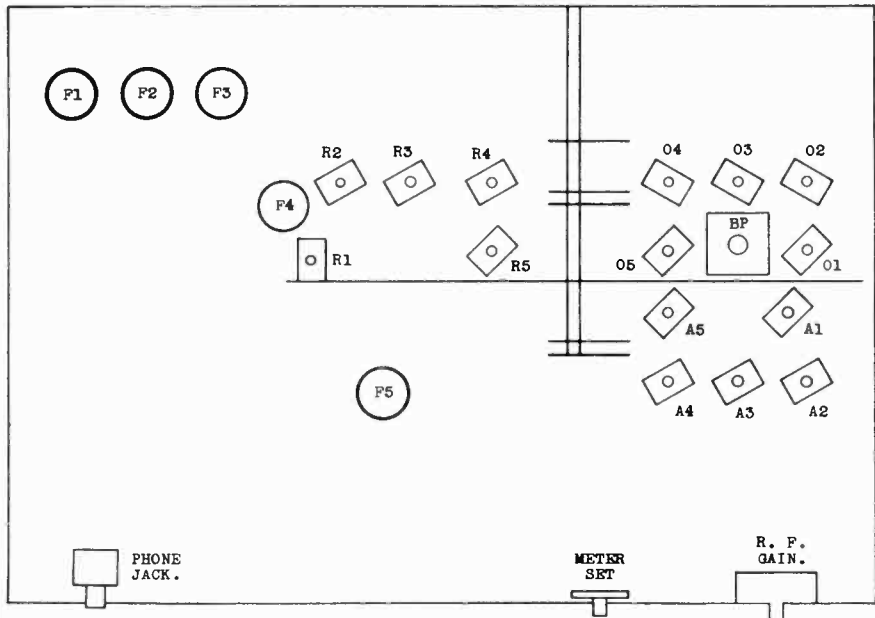 F1 F2 F3
R2 R3 R4 04 03 02
F4
BP
R1 R5 05 01
A5 A1
F5
A4 A3 A2
PHONE
JACK.
METER
SET
R. F.
GAIN.